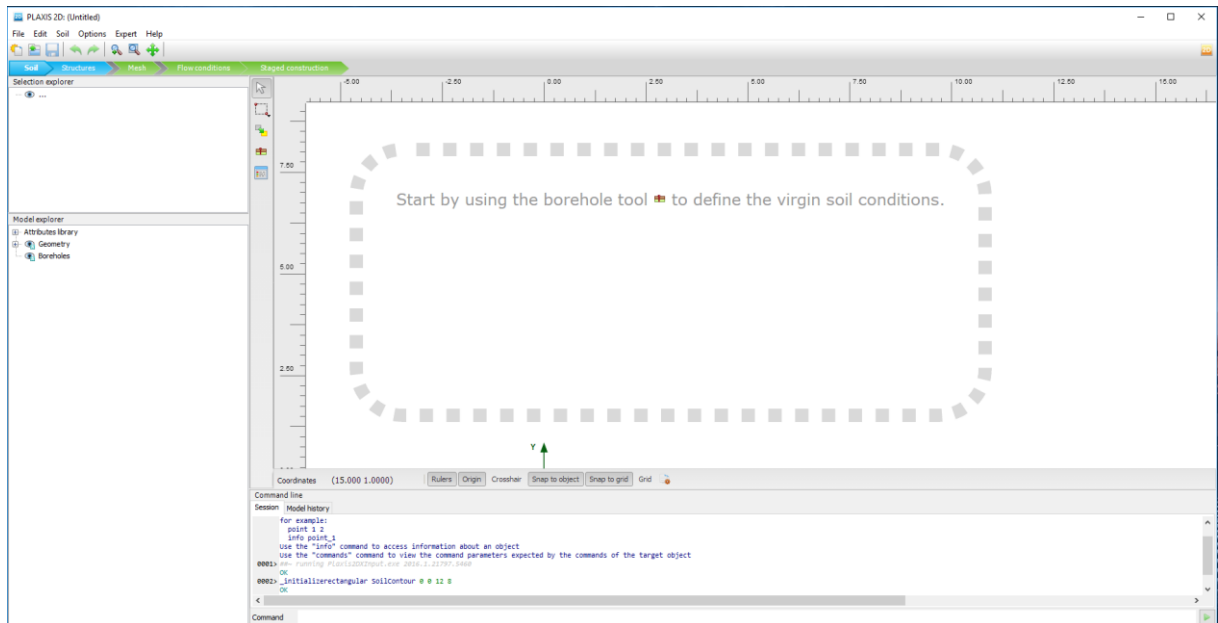 PLAXIS 2D: (Untitled)
File Edit Soil Options Expert Help
Soil Structures Mesh Flow conditions Staged construction
Selection explorer
...
Model explorer
Attributes library
Geometry
Boreholes
-5.00 -2.50 0.00 2.50 5.00 7.50 10.00 12.50 15.00
7.50
5.00
2.50
Start by using the borehole tool to define the virgin soil conditions.
Y
Coordinates (15.000 1.0000) Rulers Origin Crosshair Snap to object Snap to grid Grid
Command line
Session Model history
for example:
point 1 2
info point_1
Use the "info" command to access information about an object
Use the "commands" command to view the command parameters expected by the commands of the target object
0001> ##~ running Plaxis2DXInput.exe 2016.1.21797.5460
OK
0002> _initializerectangular SoilContour 0 0 12 8
OK
Command